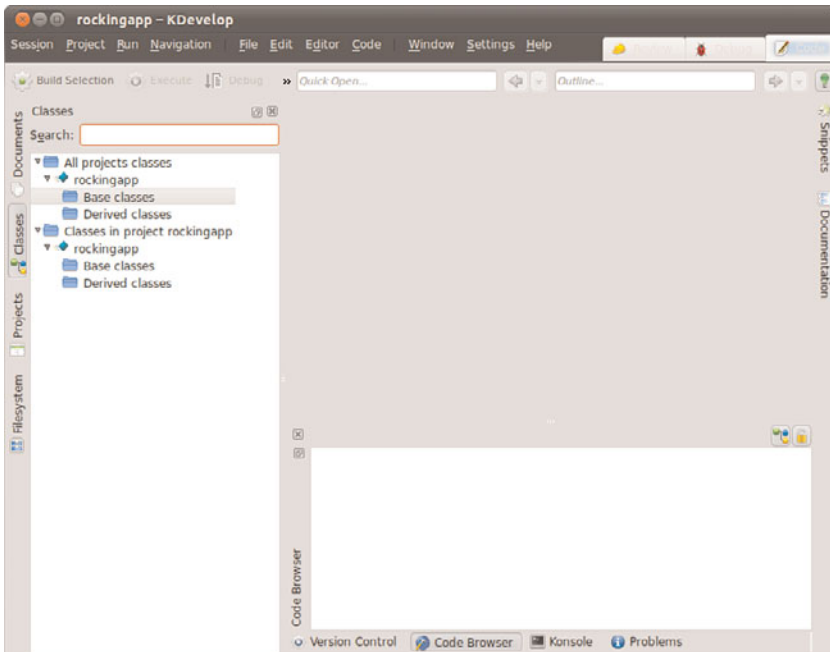 rockingapp – KDevelop
Session Project Run Navigation File Edit Editor Code Window Settings Help
Build Selection Execute Debug » Quick Open... Outline...
Classes
Search:
All projects classes
rockingapp
Base classes
Derived classes
Classes in project rockingapp
rockingapp
Base classes
Derived classes
Documents
Classes
Projects
Filesystem
Snippets
Documentation
Code Browser
Version Control Code Browser Konsole Problems